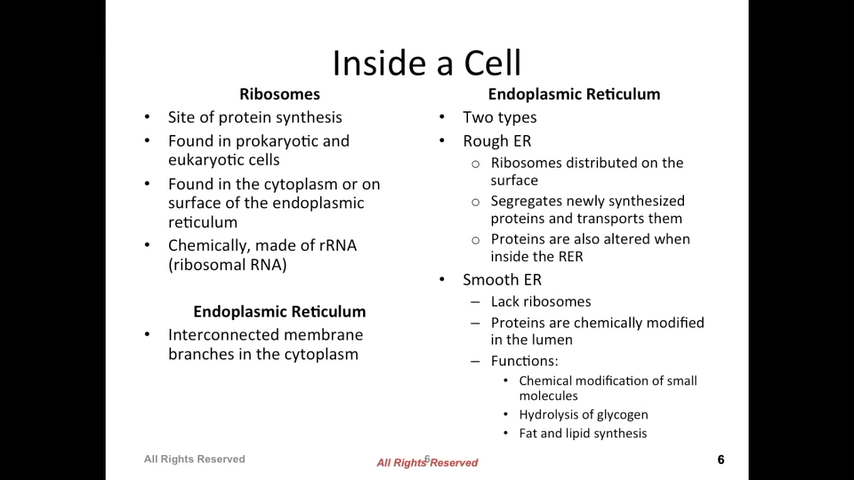 Inside a Cell
Ribosomes
• Site of protein synthesis
• Found in prokaryotic and
eukaryotic cells
• Found in the cytoplasm or on
surface of the endoplasmic
reticulum
• Chemically, made of rRNA
(ribosomal RNA)
Endoplasmic Reticulum
• Interconnected membrane
branches in the cytoplasm
Endoplasmic Reticulum
• Two types
• Rough ER
o Ribosomes distributed on the
surface
o Segregates newly synthesized
proteins and transports them
o Proteins are also altered when
inside the RER
• Smooth ER
– Lack ribosomes
– Proteins are chemically modified
in the lumen
– Functions:
• Chemical modification of small
molecules
• Hydrolysis of glycogen
• Fat and lipid synthesis
All Rights Reserved
6
All Rights Reserved
6